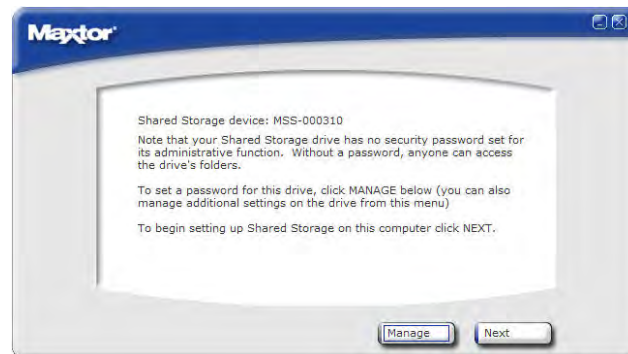 Maxtor
Shared Storage device: MSS-000310
Note that your Shared Storage drive has no security password set for
its administrative function. Without a password, anyone can access
the drive's folders.
To set a password for this drive, click MANAGE below (you can also
manage additional settings on the drive from this menu)
To begin setting up Shared Storage on this computer click NEXT.
Manage Next